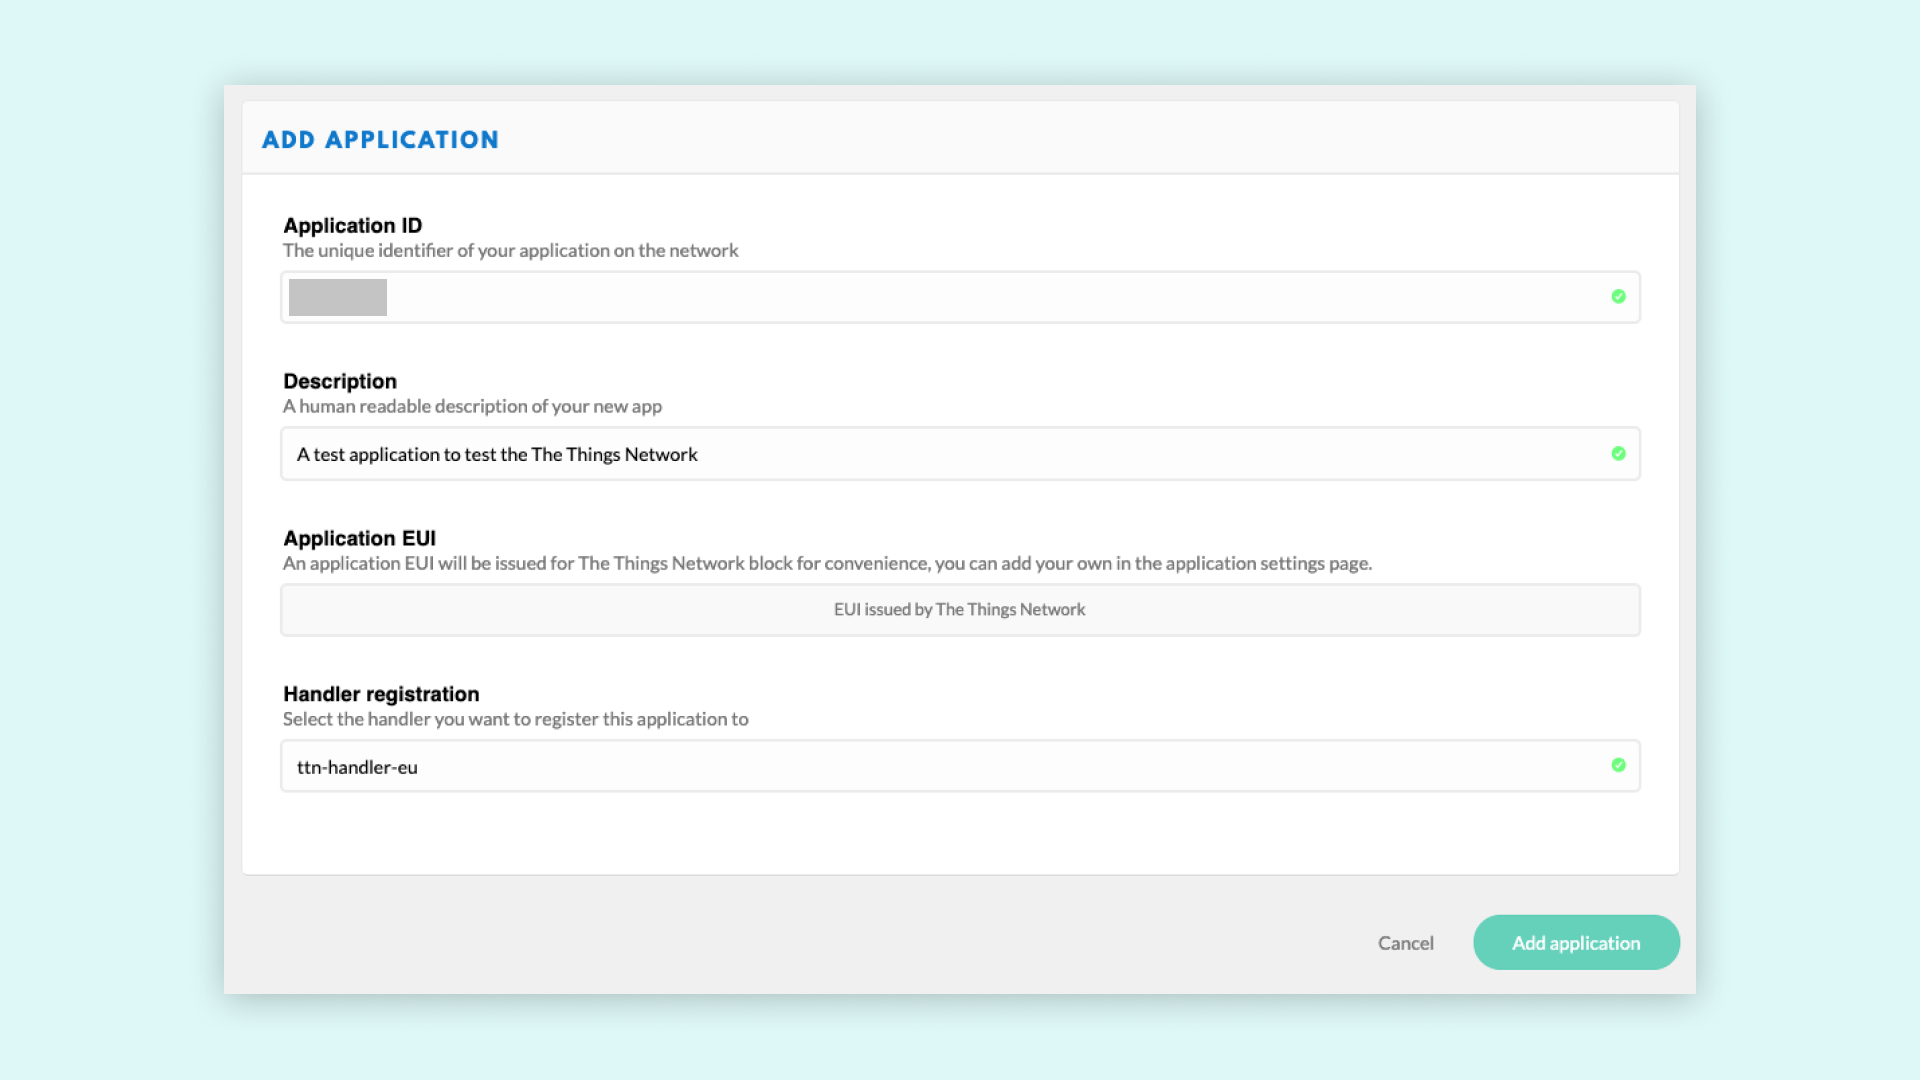 ADD APPLICATION
Application ID
The unique identifier of your application on the network
Description
A human readable description of your new app
A test application to test the The Things Network
Application EUI
An application EUI will be issued for The Things Network block for convenience, you can add your own in the application settings page.
EUI issued by The Things Network
Handler registration
Select the handler you want to register this application to
ttn-handler-eu
Cancel
Add application